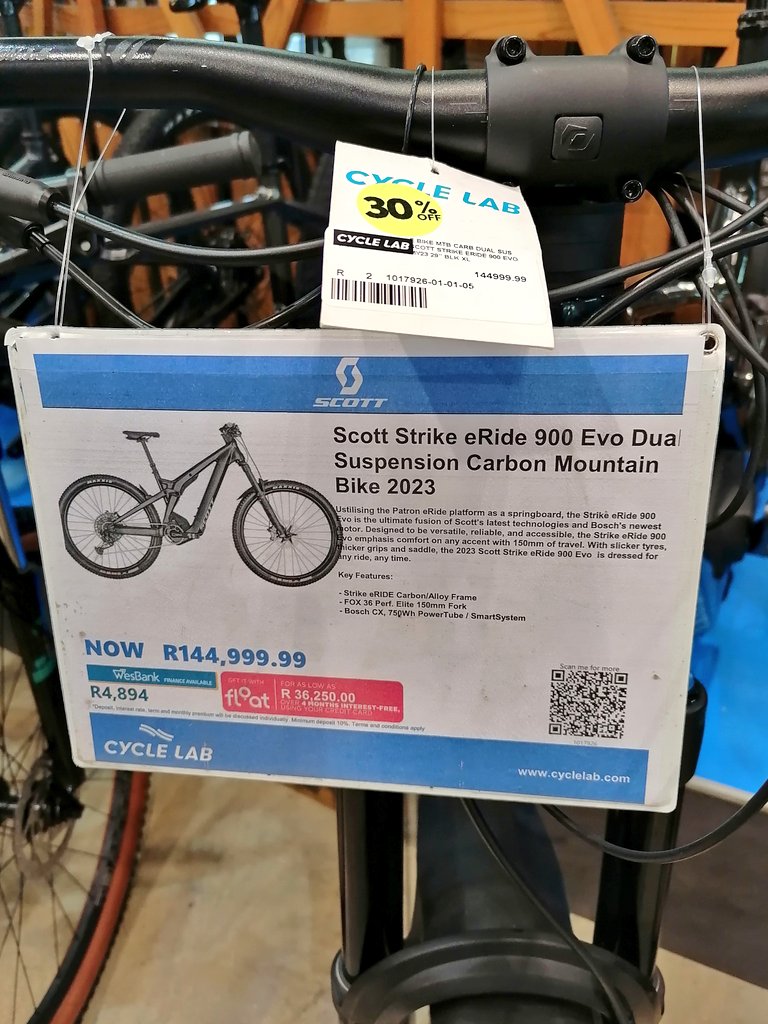 CYCLE LAB
30% OFF
CYCLE LAB
BIKE MTB CARB DUAL SUS
SCOTT STRIKE ERIDE 900 EVO
MY23 29" BLK XL
R 2 1017926-01-01-05 144999.99
SCOTT
Scott Strike eRide 900 Evo Dual
Suspension Carbon Mountain
Bike 2023
Ustilising the Patron eRide platform as a springboard, the Strike eRide 900
Evo is the ultimate fusion of Scott's latest technologies and Bosch's newest
motor. Designed to be versatile, reliable, and accessible, the Strike eRide 900
Evo emphasis comfort on any accent with 150mm of travel. With slicker tyres,
thicker grips and saddle, the 2023 Scott Strike eRide 900 Evo is dressed for
any ride, any time.
Key Features:
- Strike eRIDE Carbon/Alloy Frame
- FOX 36 Perf. Elite 150mm Fork
- Bosch CX, 750Wh PowerTube / SmartSystem
NOW R144,999.99
WesBank FINANCE AVAILABLE
R4,894
GET IT WITH
float
FOR AS LOW AS
R 36,250.00
OVER 4 MONTHS INTEREST-FREE,
USING YOUR CREDIT CARD
*Deposit, interest rate, term and monthly premium will be discussed individually. Minimum deposit 10%. Terms and conditions apply
Scan me for more
1017926
CYCLE LAB
www.cyclelab.com